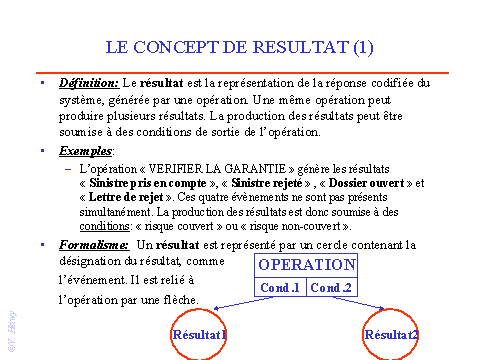 LE CONCEPT DE RESULTAT (1)
• Définition: Le résultat est la représentation de la réponse codifiée du
système, générée par une opération. Une même opération peut
produire plusieurs résultats. La production des résultats peut être
soumise à des conditions de sortie de l'opération.
• Exemples:
– L'opération « VERIFIER LA GARANTIE » génère les résultats
« Sinistre pris en compte », « Sinistre rejeté » , « Dossier ouvert » et
« Lettre de rejet ». Ces quatre évènements ne sont pas présents
simultanément. La production des résultats est donc soumise à des
conditions: « risque couvert » ou « risque non-couvert ».
• Formalisme: Un résultat est représenté par un cercle contenant la
désignation du résultat, comme
l'événement. Il est relié à
l'opération par une flèche.
OPERATION
Cond.1 Cond.2
Résultat1
Résultat2